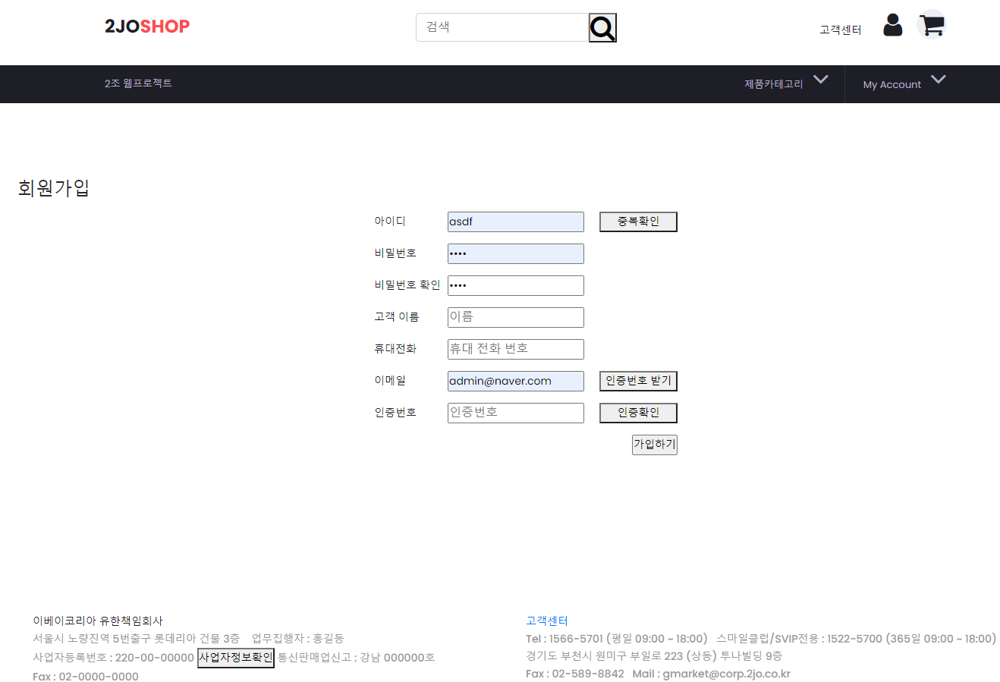 2JOSHOP
검색
고객센터
2조 웹프로젝트
제품카테고리
My Account
회원가입
아이디 asdf 중복확인
비밀번호 ••••
비밀번호 확인 ••••
고객 이름 이름
휴대전화 휴대 전화 번호
이메일 admin@naver.com 인증번호 받기
인증번호 인증번호 인증확인
가입하기
이베이코리아 유한책임회사
서울시 노량진역 5번출구 롯데리아 건물 3층 업무집행자 : 홍길동
사업자등록번호 : 220-00-00000 사업자정보확인 통신판매업신고 : 강남 000000호
Fax : 02-0000-0000
고객센터
Tel : 1566-5701 (평일 09:00 ~ 18:00) 스마일클럽/SVIP전용 : 1522-5700 (365일 09:00 ~ 18:00)
경기도 부천시 원미구 부일로 223 (상동) 투나빌딩 9층
Fax : 02-589-8842 Mail : gmarket@corp.2jo.co.kr